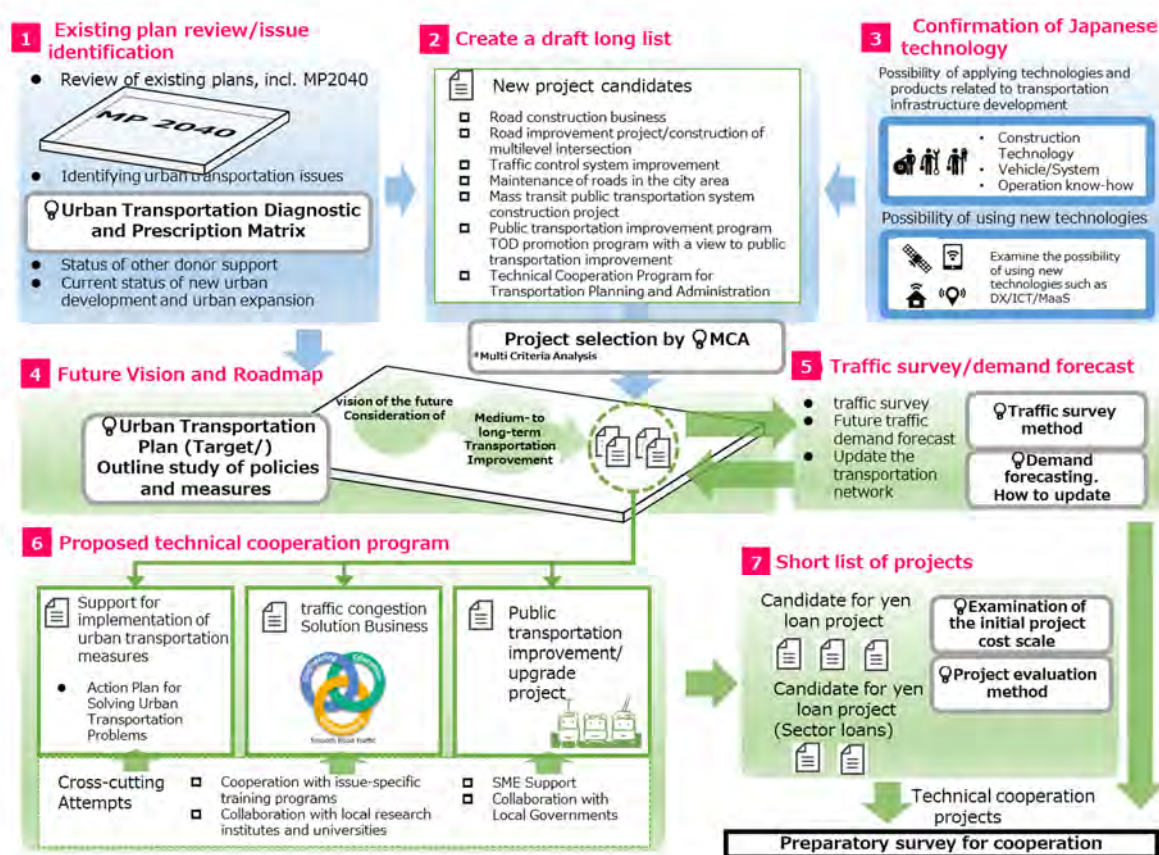 1 Existing plan review/issue
identification
● Review of existing plans, incl. MP2040
MP 2040
● Identifying urban transportation issues
Urban Transportation Diagnostic
and Prescription Matrix
● Status of other donor support
● Current status of new urban
development and urban expansion
2 Create a draft long list
New project candidates
Road construction business
Road improvement project/construction of
multilevel intersection
Traffic control system improvement
Maintenance of roads in the city area
Mass transit public transportation system
construction project
Public transportation improvement program
TOD promotion program with a view to public
transportation improvement
Technical Cooperation Program for
Transportation Planning and Administration
3 Confirmation of Japanese
technology
Possibility of applying technologies and
products related to transportation
infrastructure development
• Construction
Technology
• Vehicle/System
• Operation know-how
Possibility of using new technologies
Examine the possibility
of using new
technologies such as
DX/ICT/MaaS
Project selection by MCA
*Multi Criteria Analysis
4 Future Vision and Roadmap
Urban Transportation
Plan (Target/)
Outline study of policies
and measures
vision of the future
Consideration of
Medium- to
long-term
Transportation
Improvement
5 Traffic survey/demand forecast
● traffic survey
● Future traffic
demand forecast
● Update the
transportation
network
Traffic survey
method
Demand
forecasting.
How to update
6 Proposed technical cooperation program
Support for
implementation of
urban transportation
measures
● Action Plan for
Solving Urban
Transportation
Problems
traffic congestion
Solution Business
Smooth Road Traffic
Public
transportation
improvement/
upgrade
project
Cross-cutting
Attempts
Cooperation with issue-specific
training programs
Collaboration with local research
institutes and universities
SME Support
Collaboration with
Local Governments
7 Short list of projects
Candidate for yen
loan project
Candidate for yen
loan project
(Sector loans)
Examination of
the initial project
cost scale
Project evaluation
method
Technical cooperation
projects
Preparatory survey for cooperation